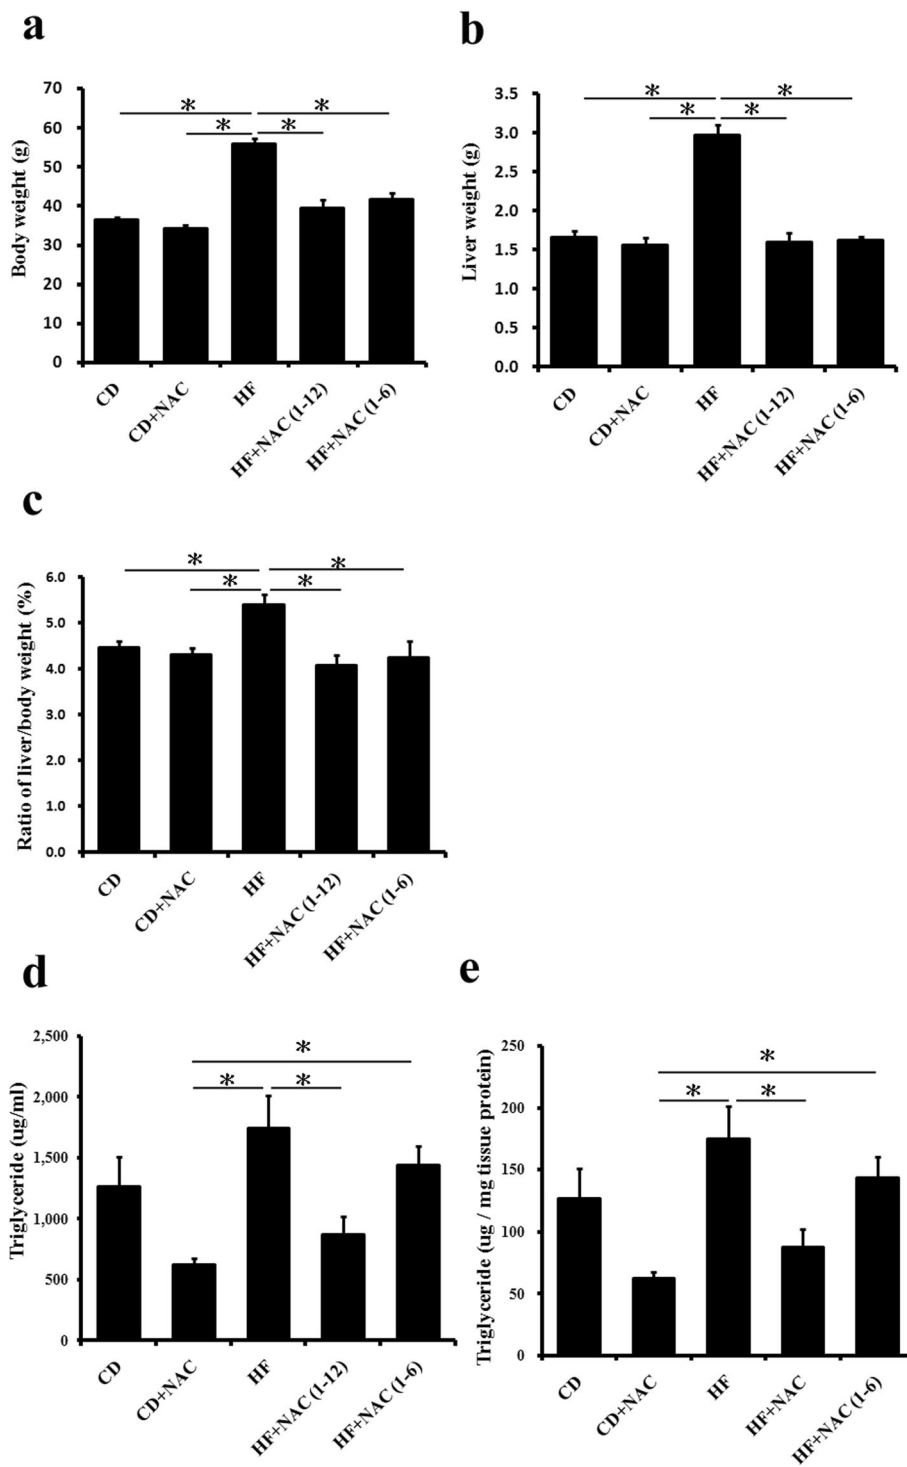 a
Body weight (g)
70
60
50
40
30
20
10
0
*
*
*
*
CD
CD+NAC
HF
HF+NAC (1-12)
HF+NAC (1-6)
b
Liver weight (g)
3.5
3.0
2.5
2.0
1.5
1.0
0.5
0.0
*
*
*
*
CD
CD+NAC
HF
HF+NAC (1-12)
HF+NAC (1-6)
c
Ratio of liver/body weight (%)
6.0
5.0
4.0
3.0
2.0
1.0
0.0
*
*
*
*
CD
CD+NAC
HF
HF+NAC (1-12)
HF+NAC (1-6)
d
Triglyceride (ug/ml)
2,500
2,000
1,500
1,000
500
0
*
*
*
CD
CD+NAC
HF
HF+NAC (1-12)
HF+NAC (1-6)
e
Triglyceride (ug / mg tissue protein)
250
200
150
100
50
0
*
*
*
CD
CD+NAC
HF
HF+NAC
HF+NAC (1-6)